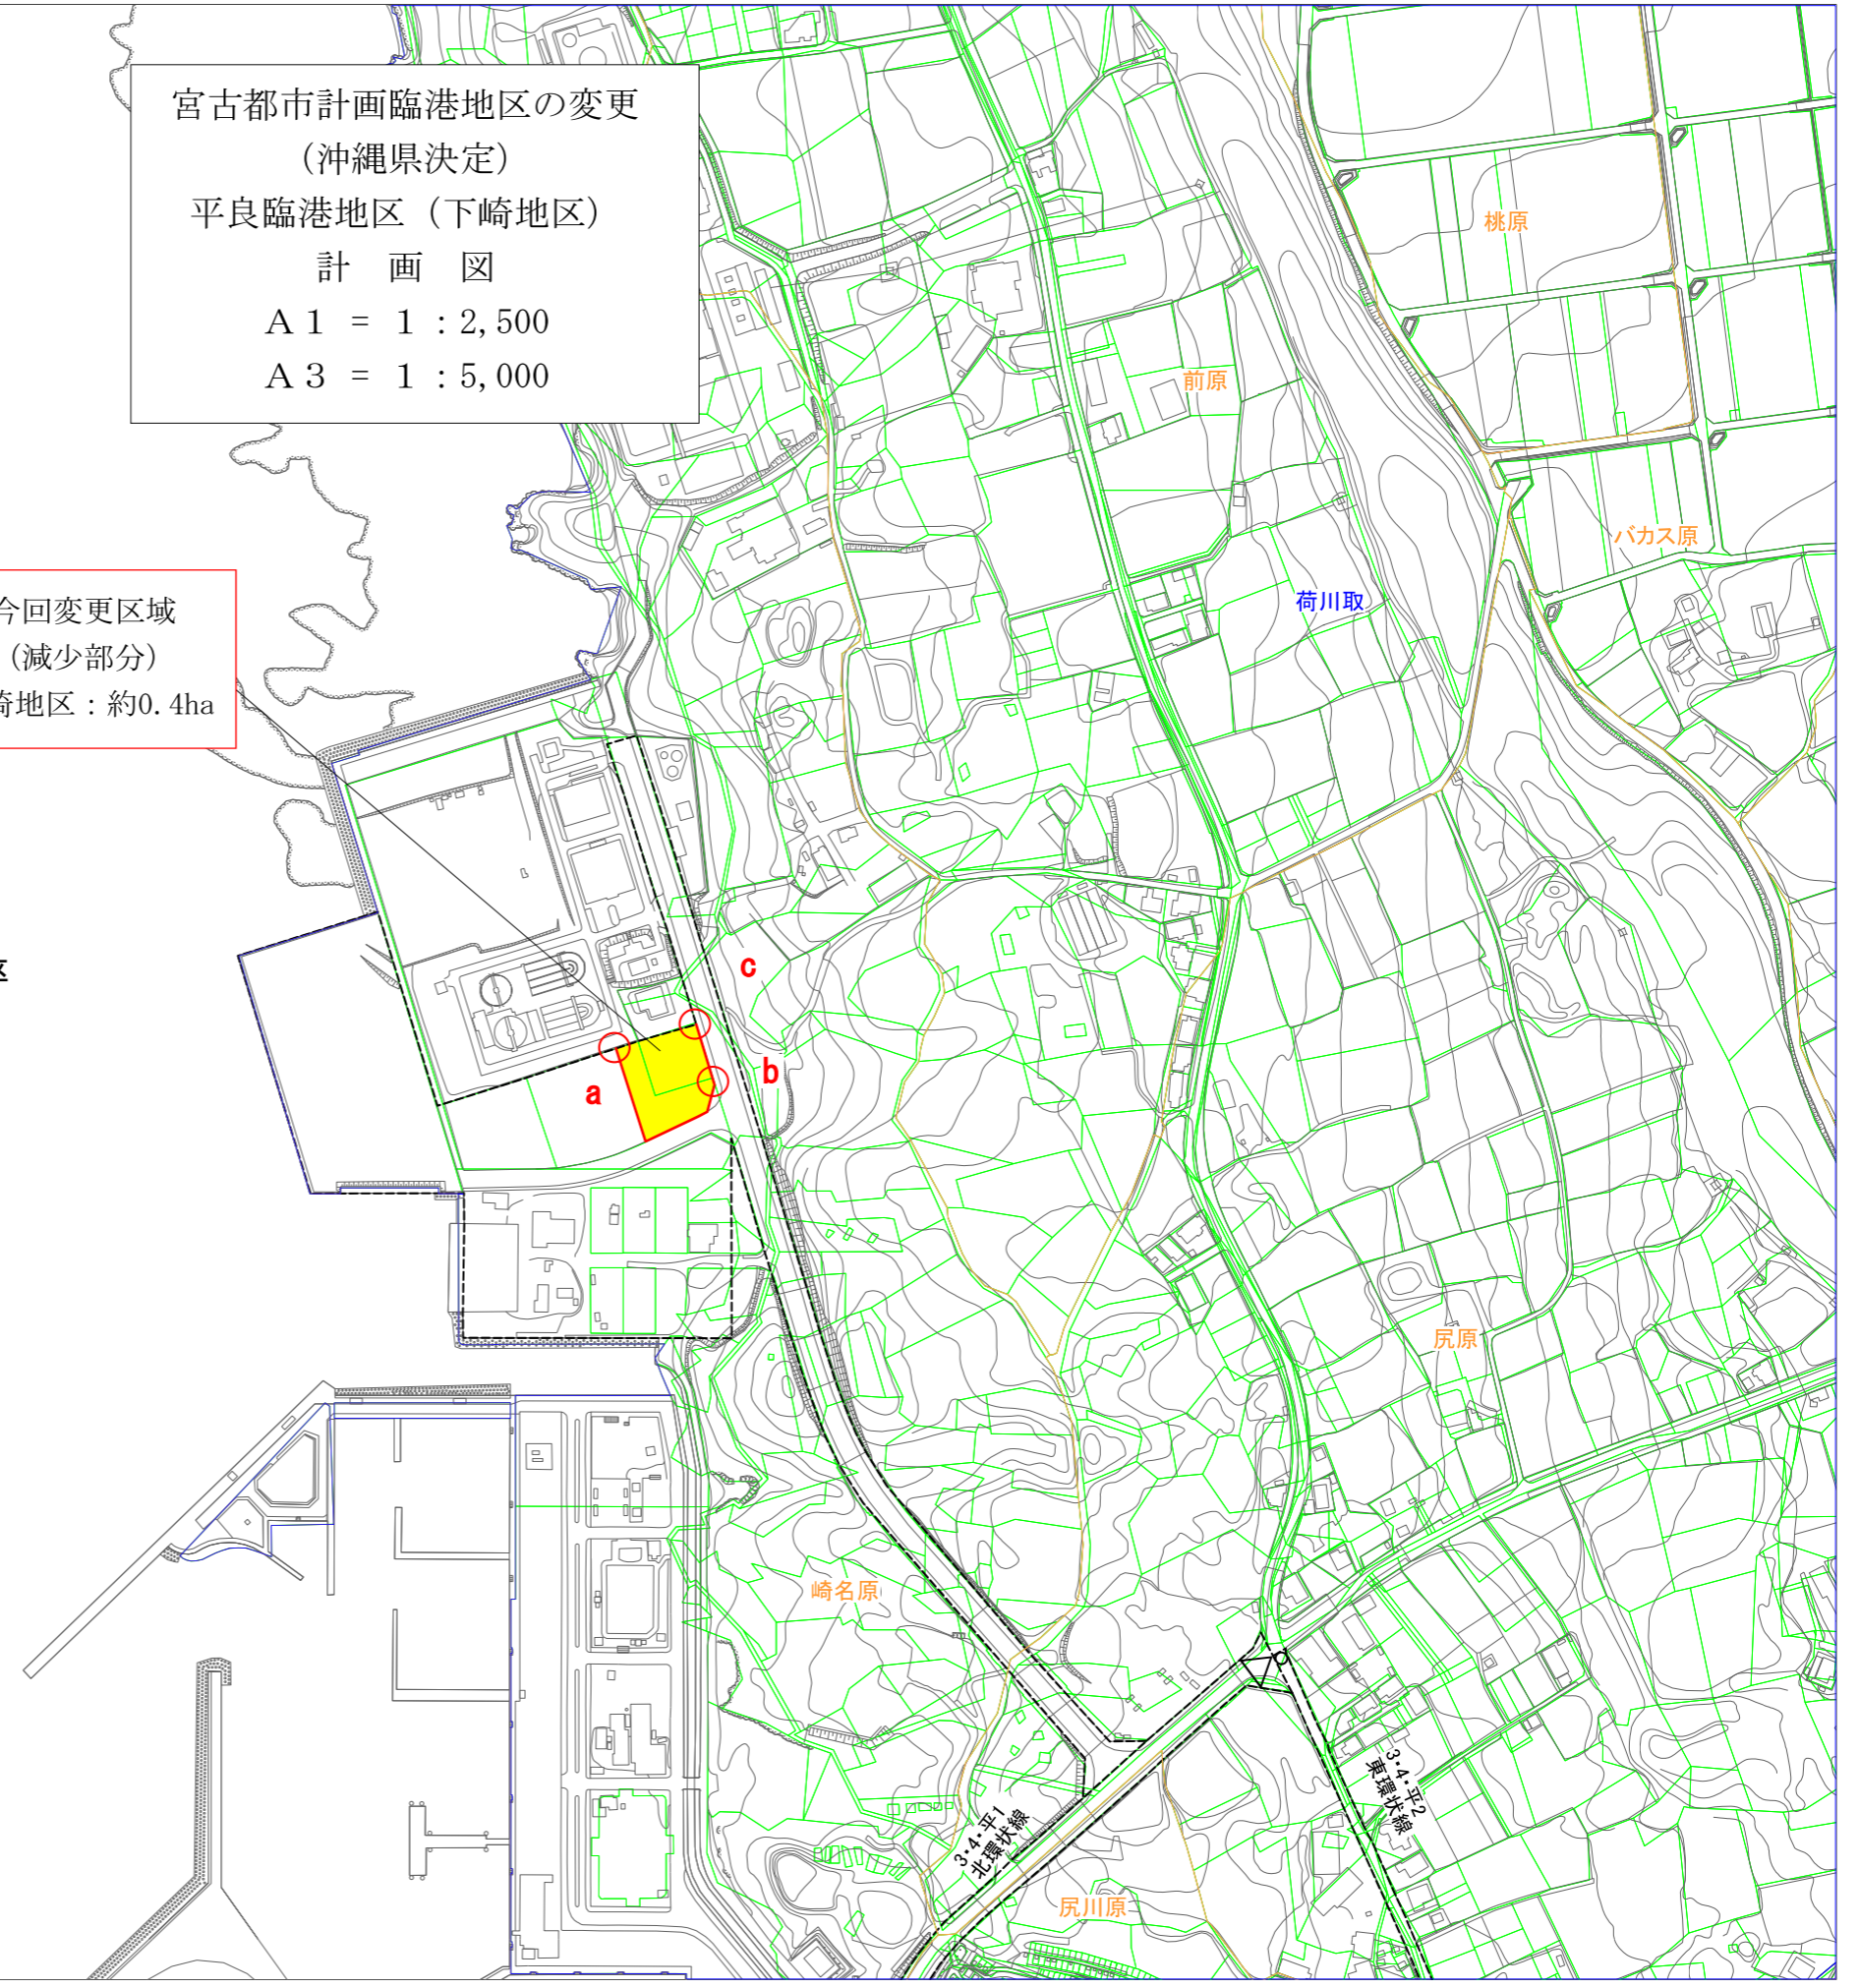 宮古都市計画臨港地区の変更
（沖縄県決定）
平良臨港地区（下崎地区）
計 画 図
Ａ１ = １：2,500
Ａ３ = １：5,000
桃原
前原
バカス原
荷川取
今回変更区域
（減少部分）
崎地区：約0.4ha
区
c
b
a
尻原
崎名原
3・4・平1
北環状線
3・4・平2
東環状線
尻川原